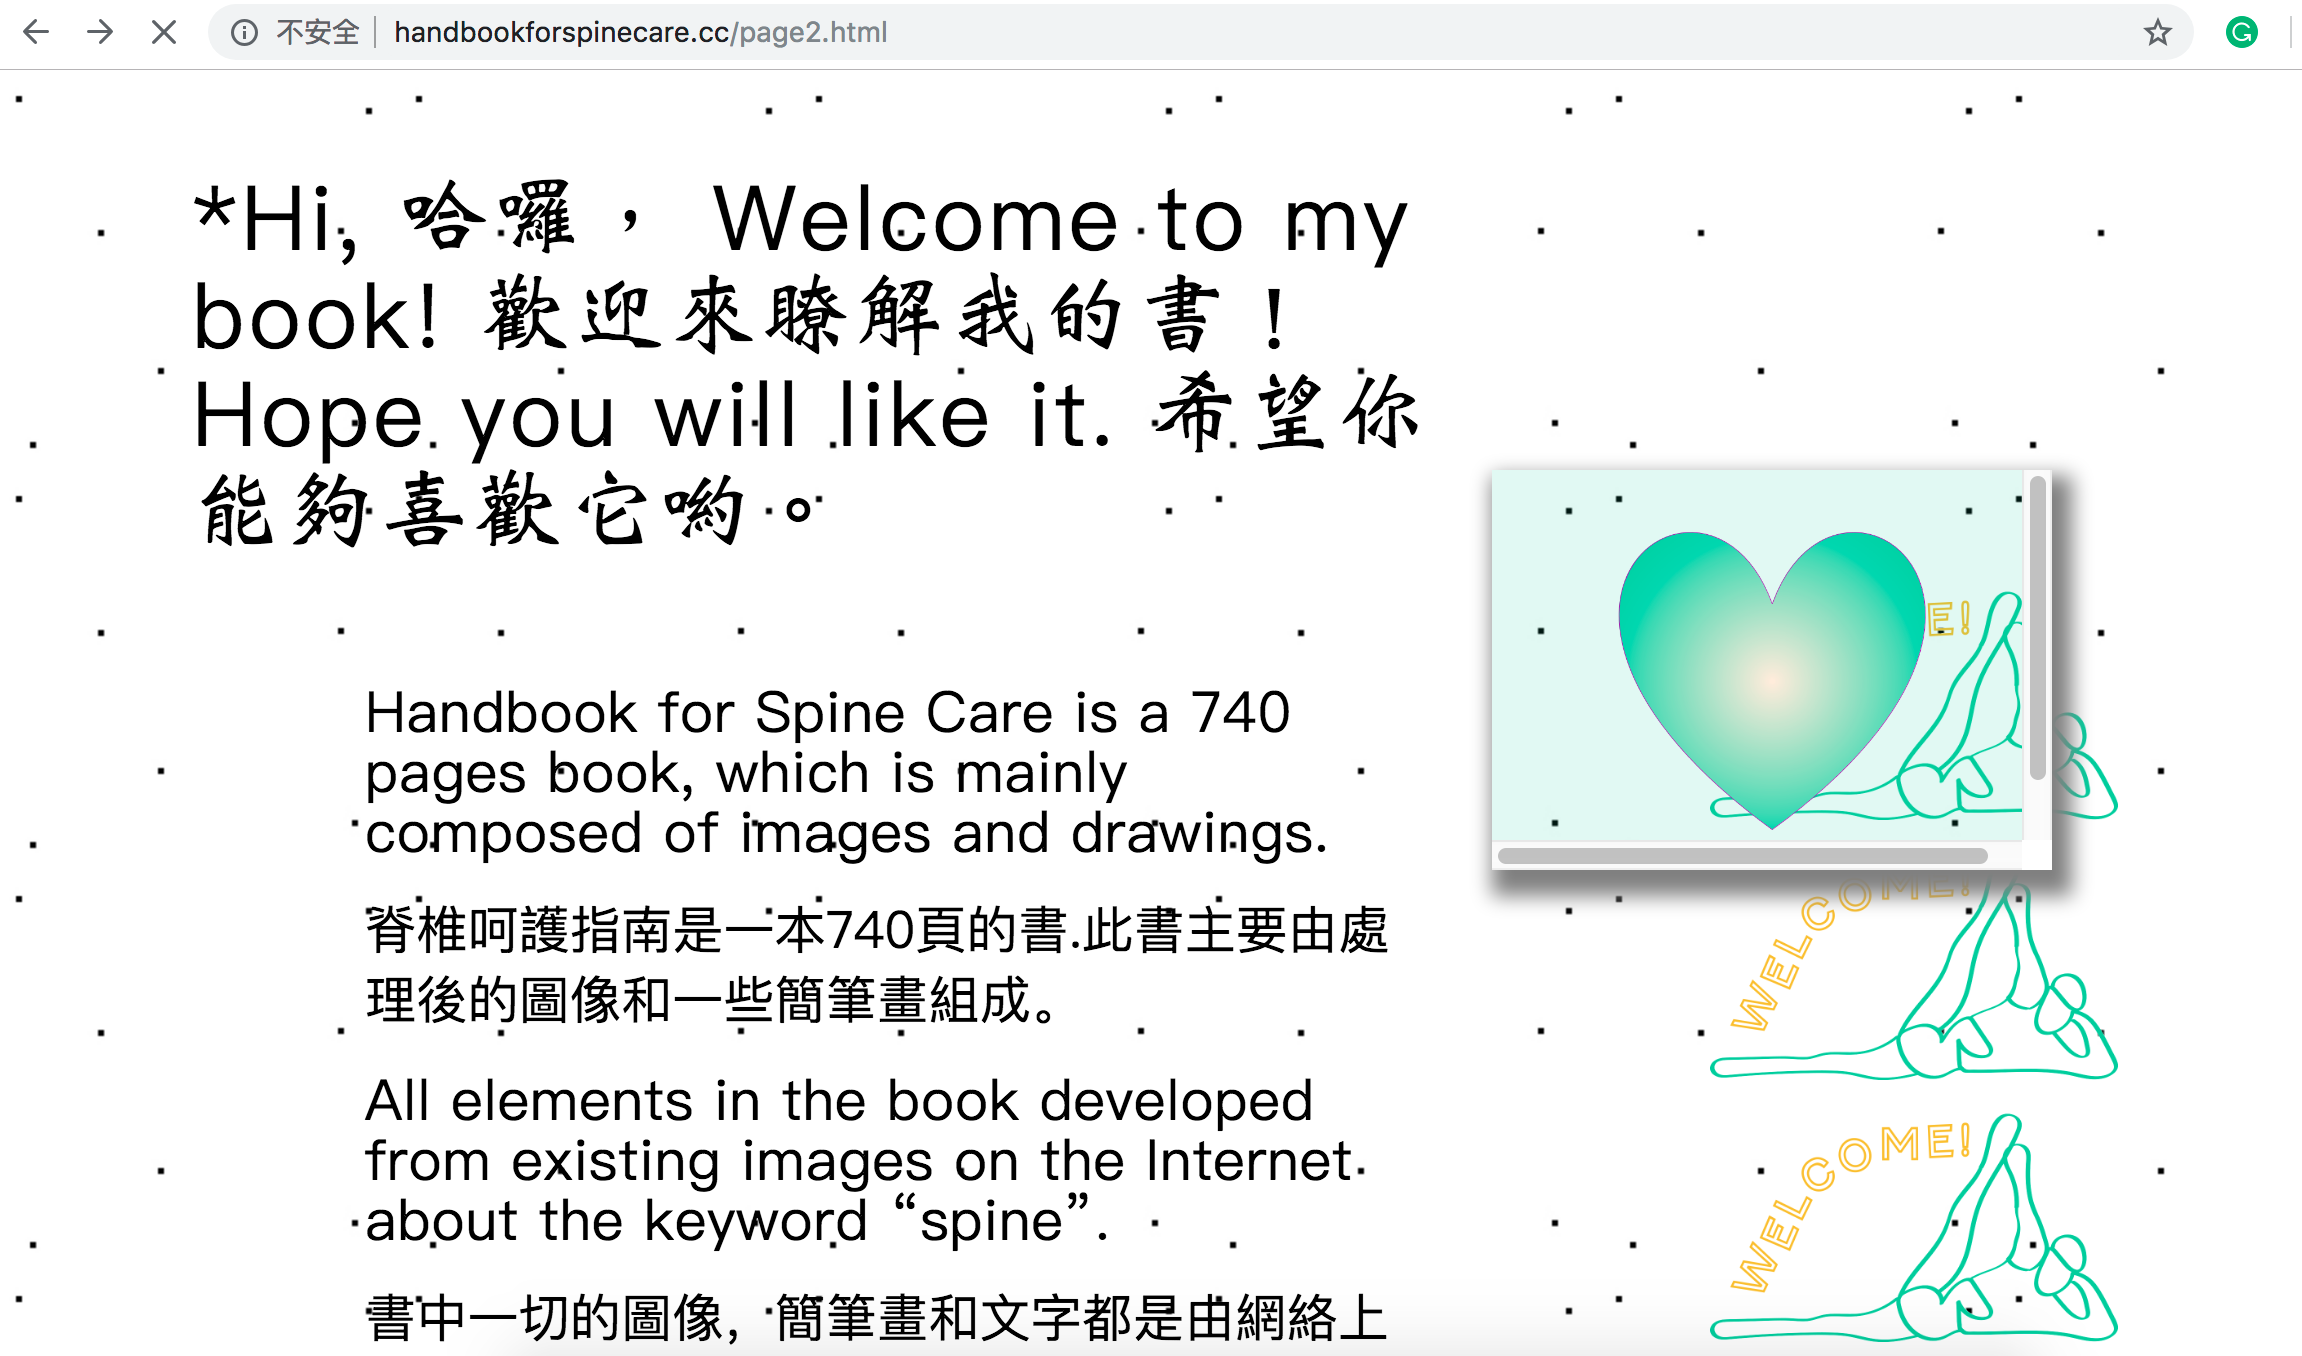 不安全 handbookforspinecare.cc/page2.html
*Hi, 哈囉， Welcome to my
book! 歡迎來瞭解我的書！
Hope you will like it. 希望你
能夠喜歡它喲。
Handbook for Spine Care is a 740
pages book, which is mainly
composed of images and drawings.
脊椎呵護指南是一本740頁的書.此書主要由處
理後的圖像和一些簡筆畫組成。
All elements in the book developed
from existing images on the Internet
about the keyword “spine”.
書中一切的圖像，簡筆畫和文字都是由網絡上
E!
WELCOME!
WELCOME!